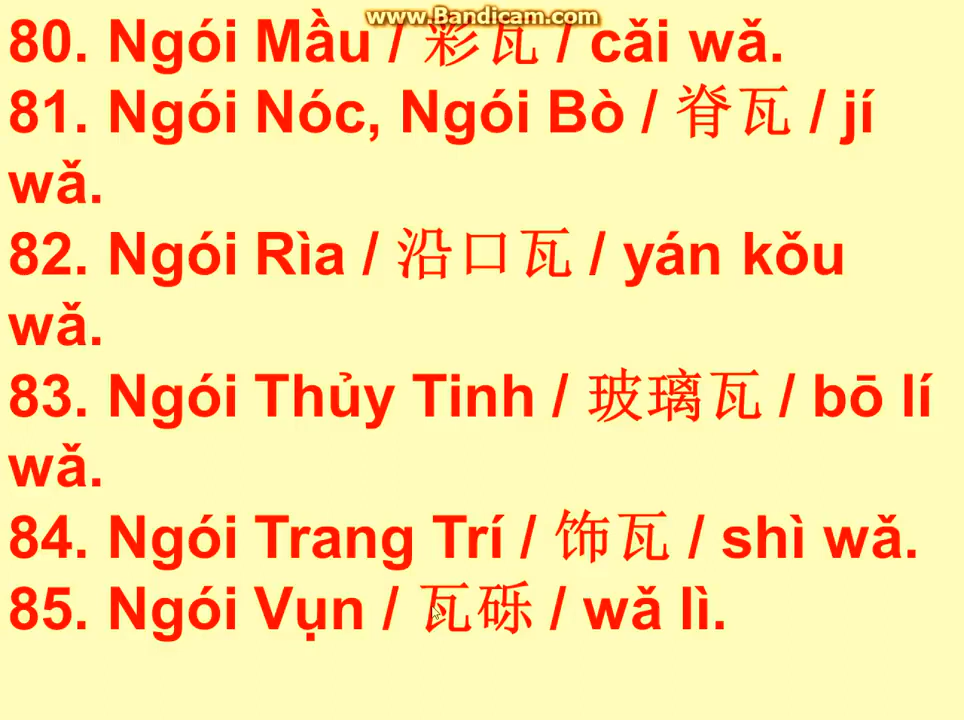 www.Bandicam.com
80. Ngói Mầu / 彩瓦 / cǎi wǎ.
81. Ngói Nóc, Ngói Bò / 脊瓦 / jí
wǎ.
82. Ngói Rìa / 沿口瓦 / yán kǒu
wǎ.
83. Ngói Thủy Tinh / 玻璃瓦 / bō lí
wǎ.
84. Ngói Trang Trí / 饰瓦 / shì wǎ.
85. Ngói Vụn / 瓦砾 / wǎ lì.